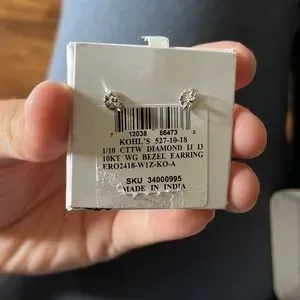 7 12038 66473 0
KOHL'S 527-10-18
1/10 CTTW DIAMOND IJ I3
10KT WG BEZEL EARRING
ERO2418-W1Z-KO-A
SKU 34000995
MADE IN INDIA